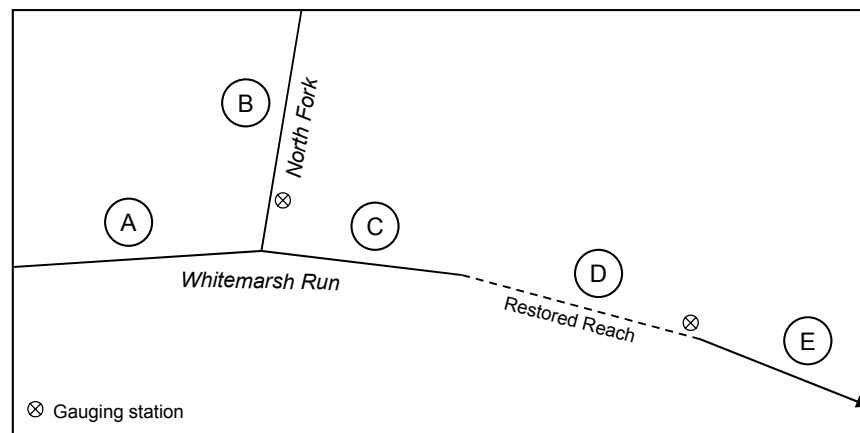 B
North Fork
A
C
Whitemarsh Run
D
Restored Reach
E
Gauging station